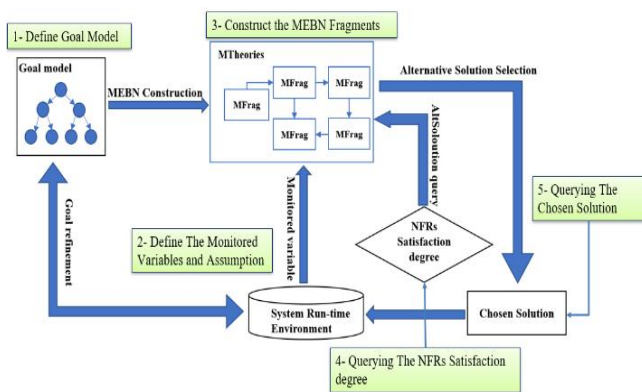 1- Define Goal Model
3- Construct the MEBN Fragments
Goal model
MEBN Construction
MTheories
MFrag
MFrag
MFrag
MFrag
MFrag
Alternative Solution Selection
AltSoloution query
Monitored variable
Goal refinement
2- Define The Monitored
Variables and Assumption
NFRs
Satisfaction
degree
5- Querying The
Chosen Solution
System Run-time
Environment
Chosen Solution
4- Querying The NFRs Satisfaction
degree